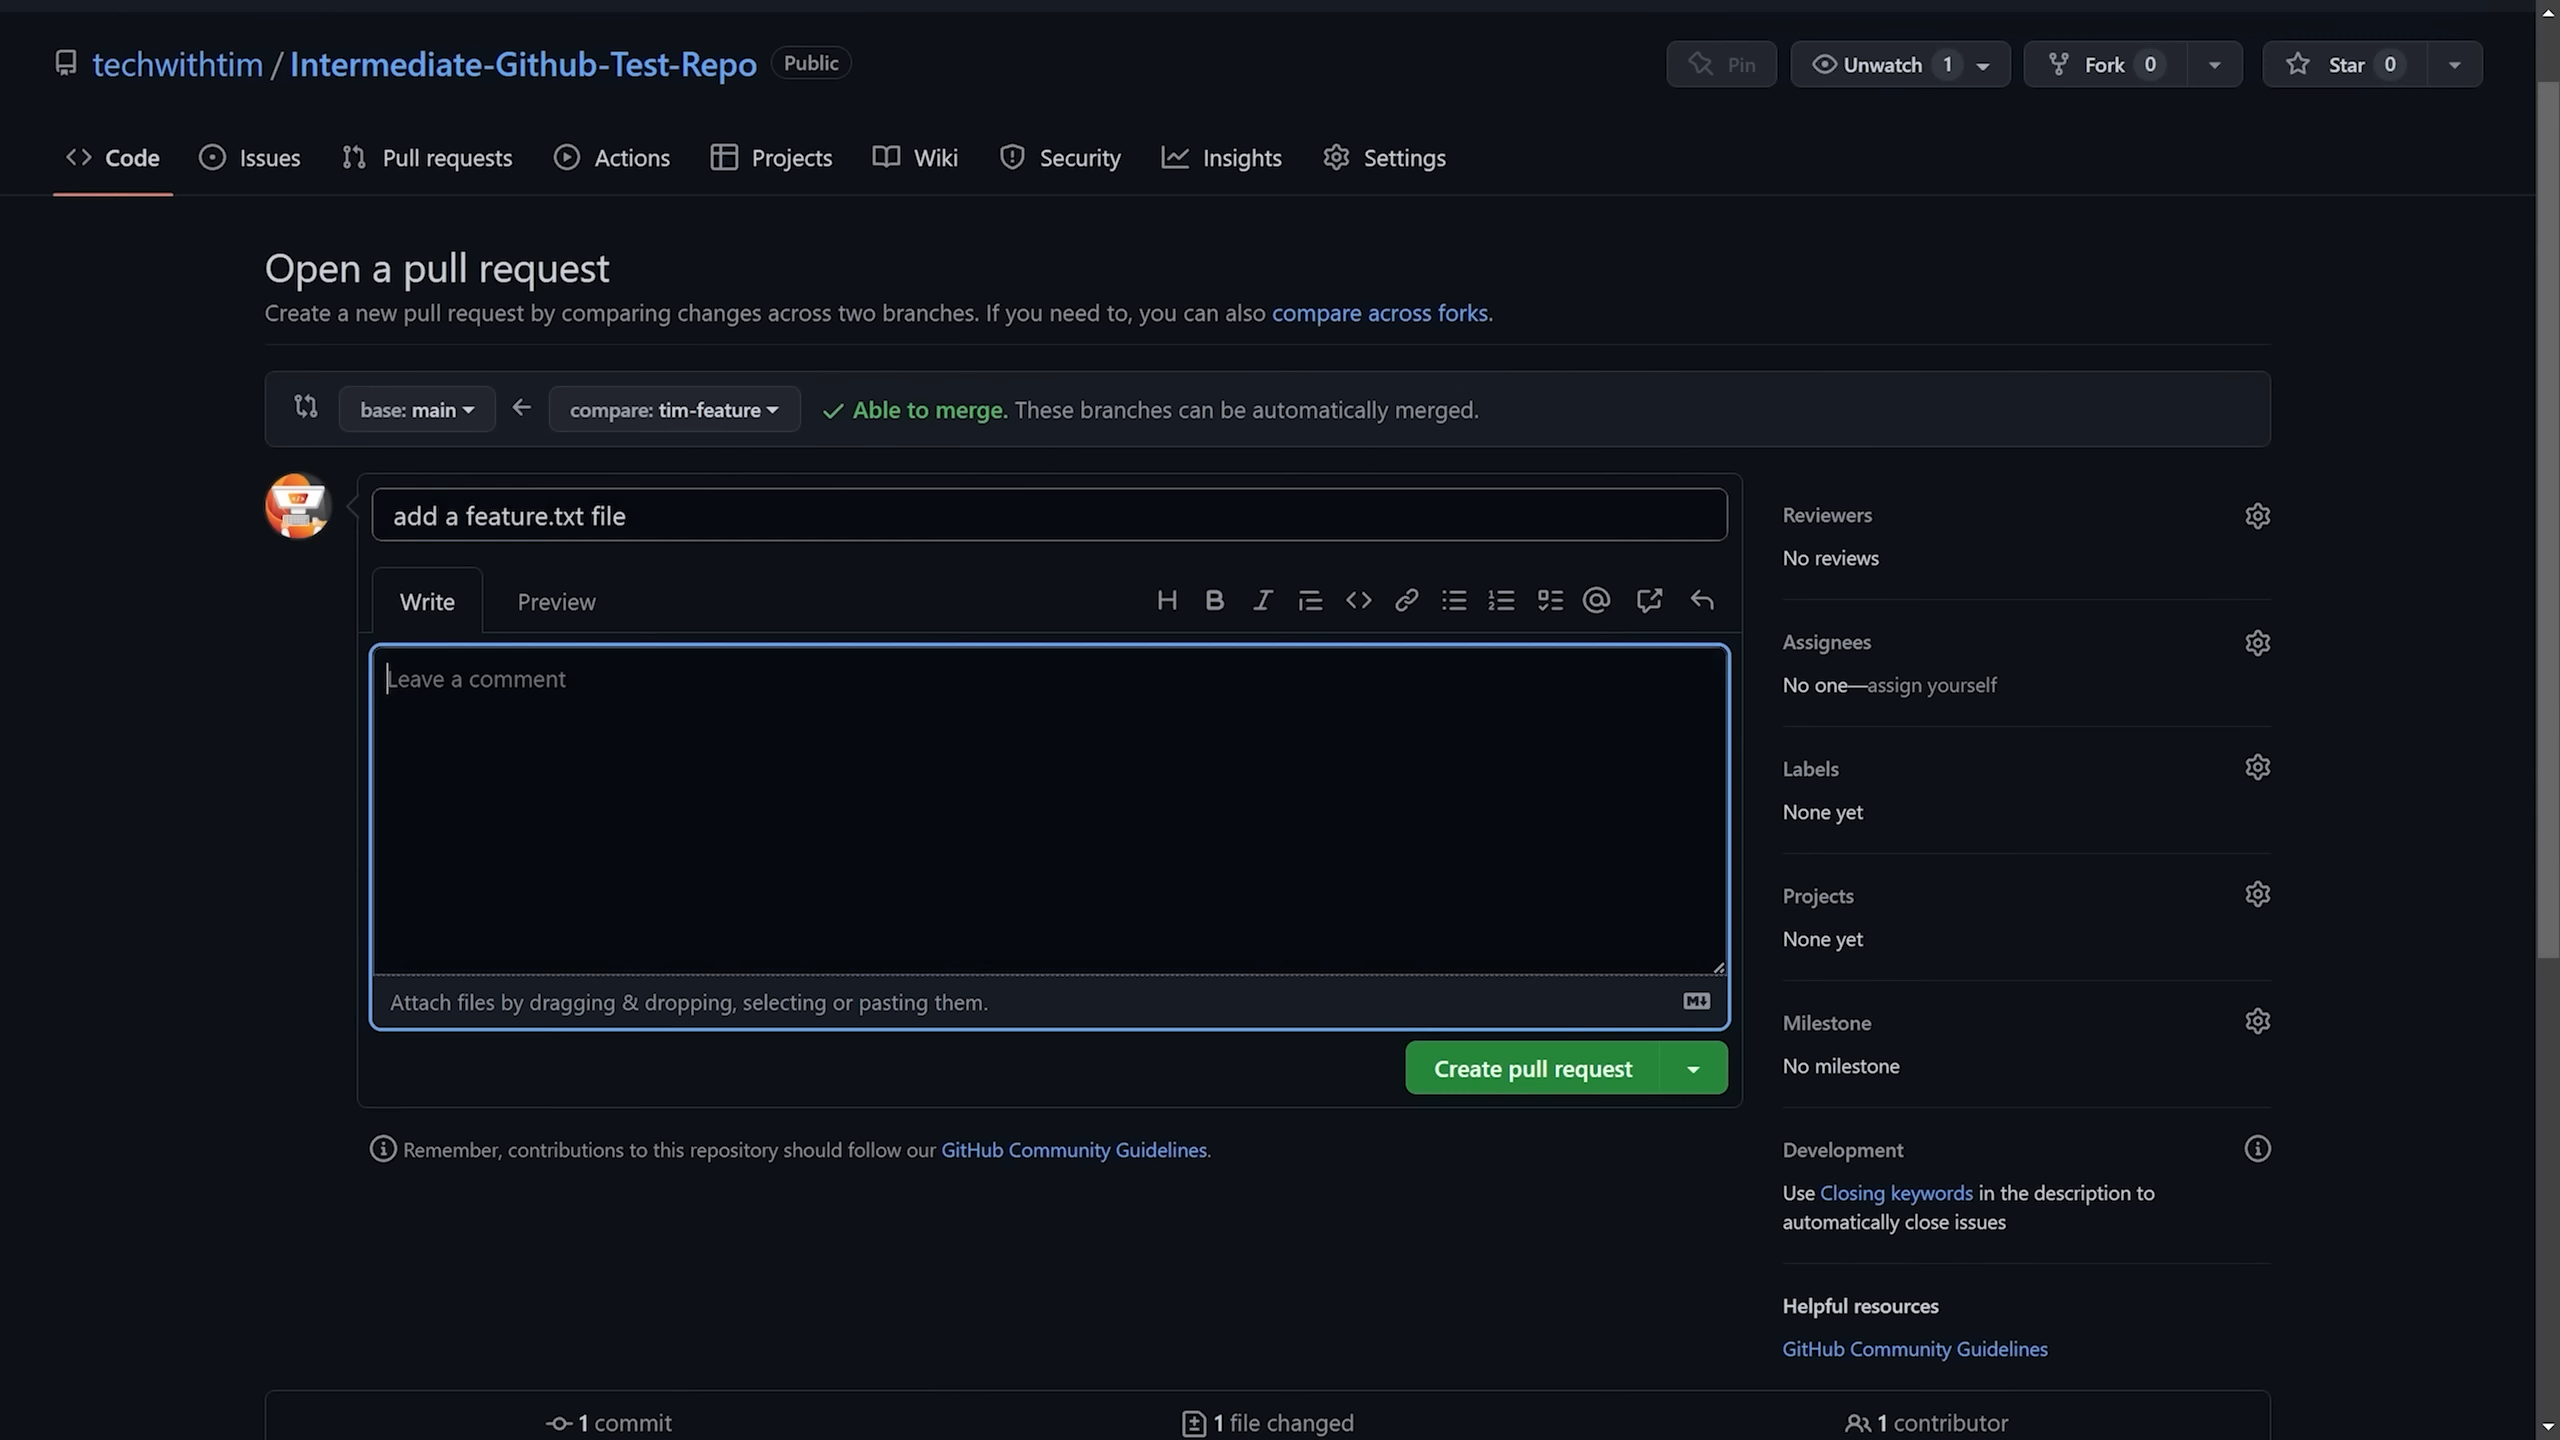 techwithtim / Intermediate-Github-Test-Repo Public
Pin Unwatch 1 Fork 0 Star 0
Code Issues Pull requests Actions Projects Wiki Security Insights Settings
Open a pull request
Create a new pull request by comparing changes across two branches. If you need to, you can also compare across forks.
base: main compare: tim-feature Able to merge. These branches can be automatically merged.
add a feature.txt file
Write Preview
Leave a comment
Attach files by dragging & dropping, selecting or pasting them.
Create pull request
Remember, contributions to this repository should follow our GitHub Community Guidelines.
Reviewers
No reviews
Assignees
No one—assign yourself
Labels
None yet
Projects
None yet
Milestone
No milestone
Development
Use Closing keywords in the description to
automatically close issues
Helpful resources
GitHub Community Guidelines
1 commit 1 file changed 1 contributor